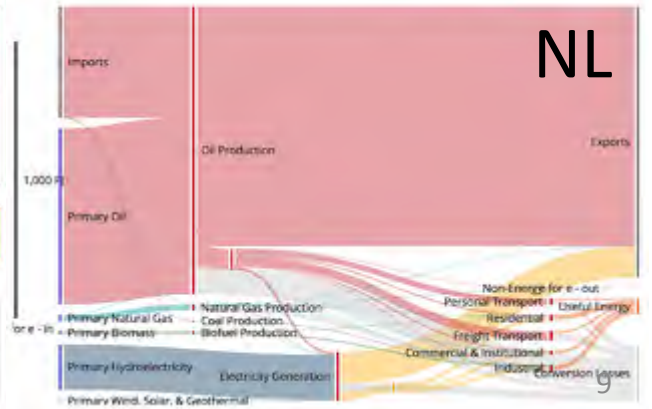 NL
Imports
Oil Production
Exports
1,000 PJ
Primary Oil
Non-Energy for e - out
Natural Gas Production
Personal Transport
Useful Energy
Primary Natural Gas
Coal Production
Residential
or e - in
Primary Biomass
Biofuel Production
Freight Transport
Commercial & Institutional
Primary Hydroelectricity
Electricity Generation
Industrial
Conversion Losses
9
Primary Wind, Solar, & Geothermal